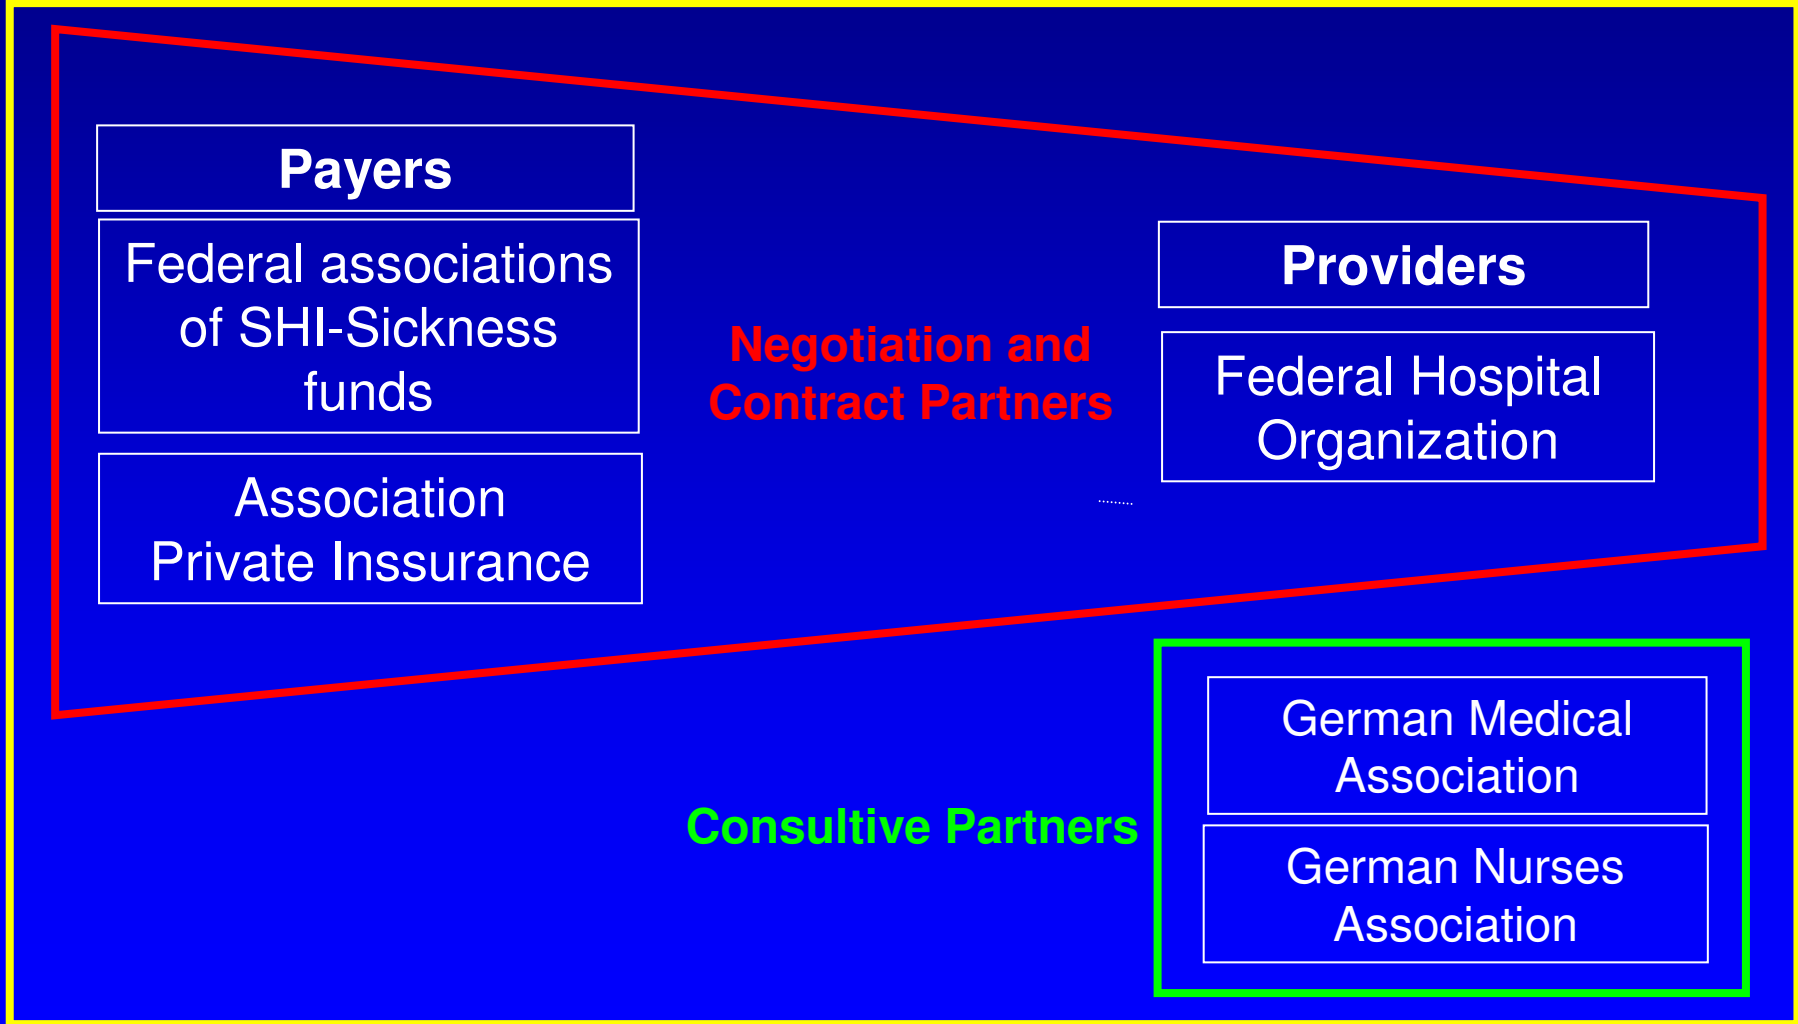 Payers
Federal associations
of SHI-Sickness
funds
Association
Private Inssurance
Negotiation and
Contract Partners
Providers
Federal Hospital
Organization
Consultive Partners
German Medical
Association
German Nurses
Association